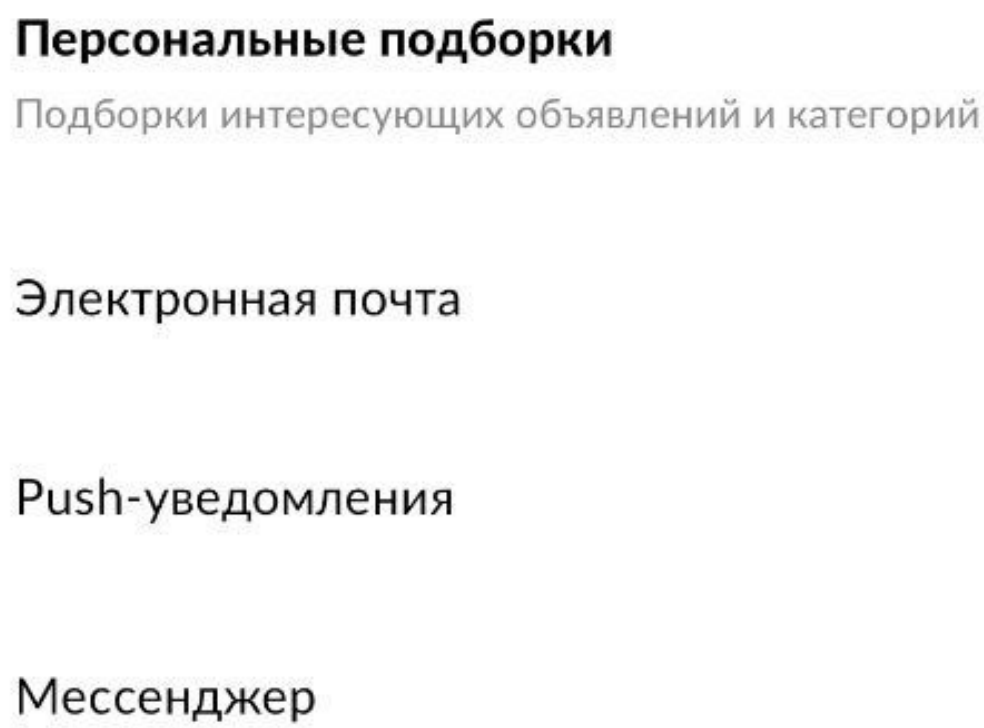 Персональные подборки
Подборки интересующих объявлений и категорий
Электронная почта
Push-уведомления
Мессенджер